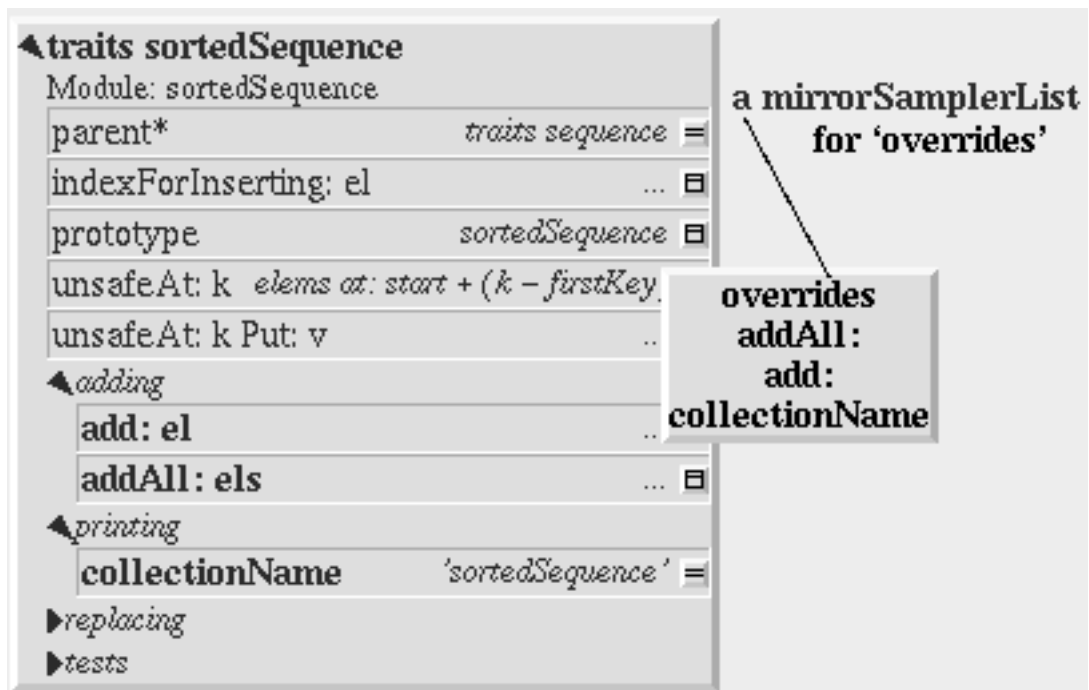 traits sortedSequence
Module: sortedSequence
parent* traits sequence =
indexForInserting: el ...
prototype sortedSequence
unsafeAt: k elems at: start + (k – firstKey)
unsafeAt: k Put: v ..
adding
add: el ..
addAll: els ...
printing
collectionName 'sortedSequence' =
replacing
tests
a mirrorSamplerList
for ‘overrides’
overrides
addAll:
add:
collectionName